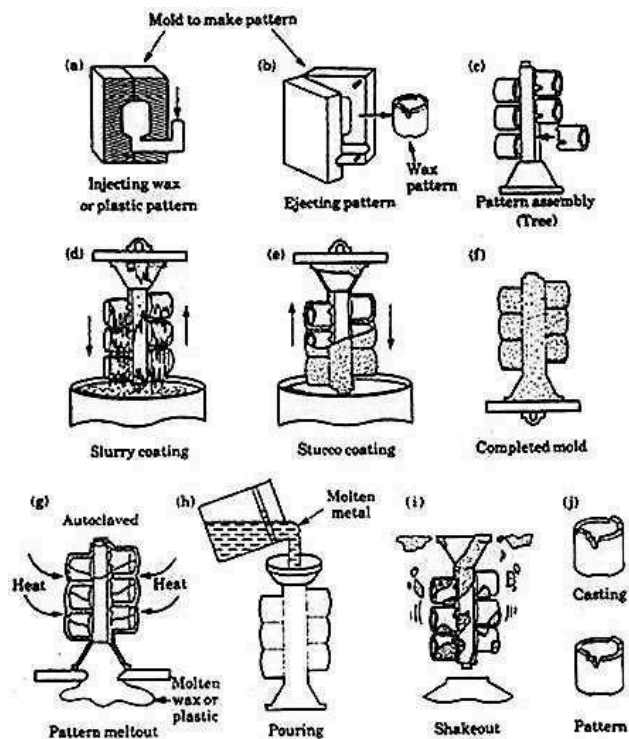 Mold to make pattern
(a)
(b)
(c)
Injecting wax
or plastic pattern
Ejecting pattern
Wax
pattern
Pattern assembly
(Tree)
(d)
(e)
(f)
Slurry coating
Stucco coating
Completed mold
(g)
(h)
(i)
(j)
Autoclaved
Heat
Heat
Molten
wax or
plastic
Pattern meltout
Molten
metal
Pouring
Shakeout
Casting
Pattern